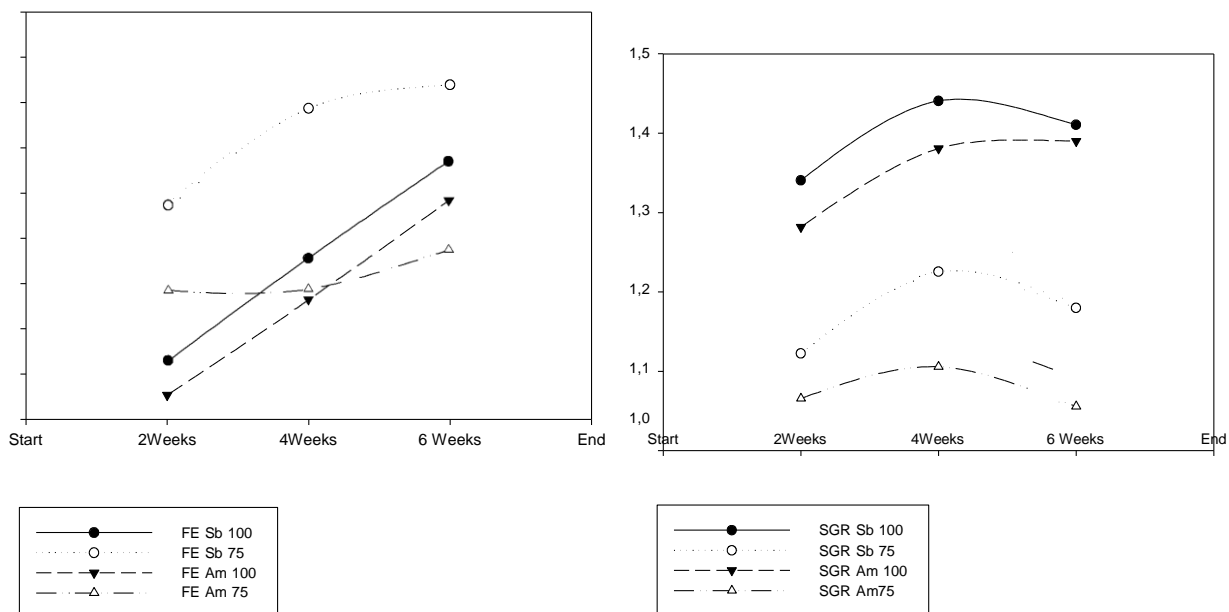 Start 2Weeks 4Weeks 6 Weeks End
FE Sb 100
FE Sb 75
FE Am 100
FE Am 75
1,5
1,4
1,3
1,2
1,1
1,0
Start 2Weeks 4Weeks 6 Weeks End
SGR Sb 100
SGR Sb 75
SGR Am 100
SGR Am75